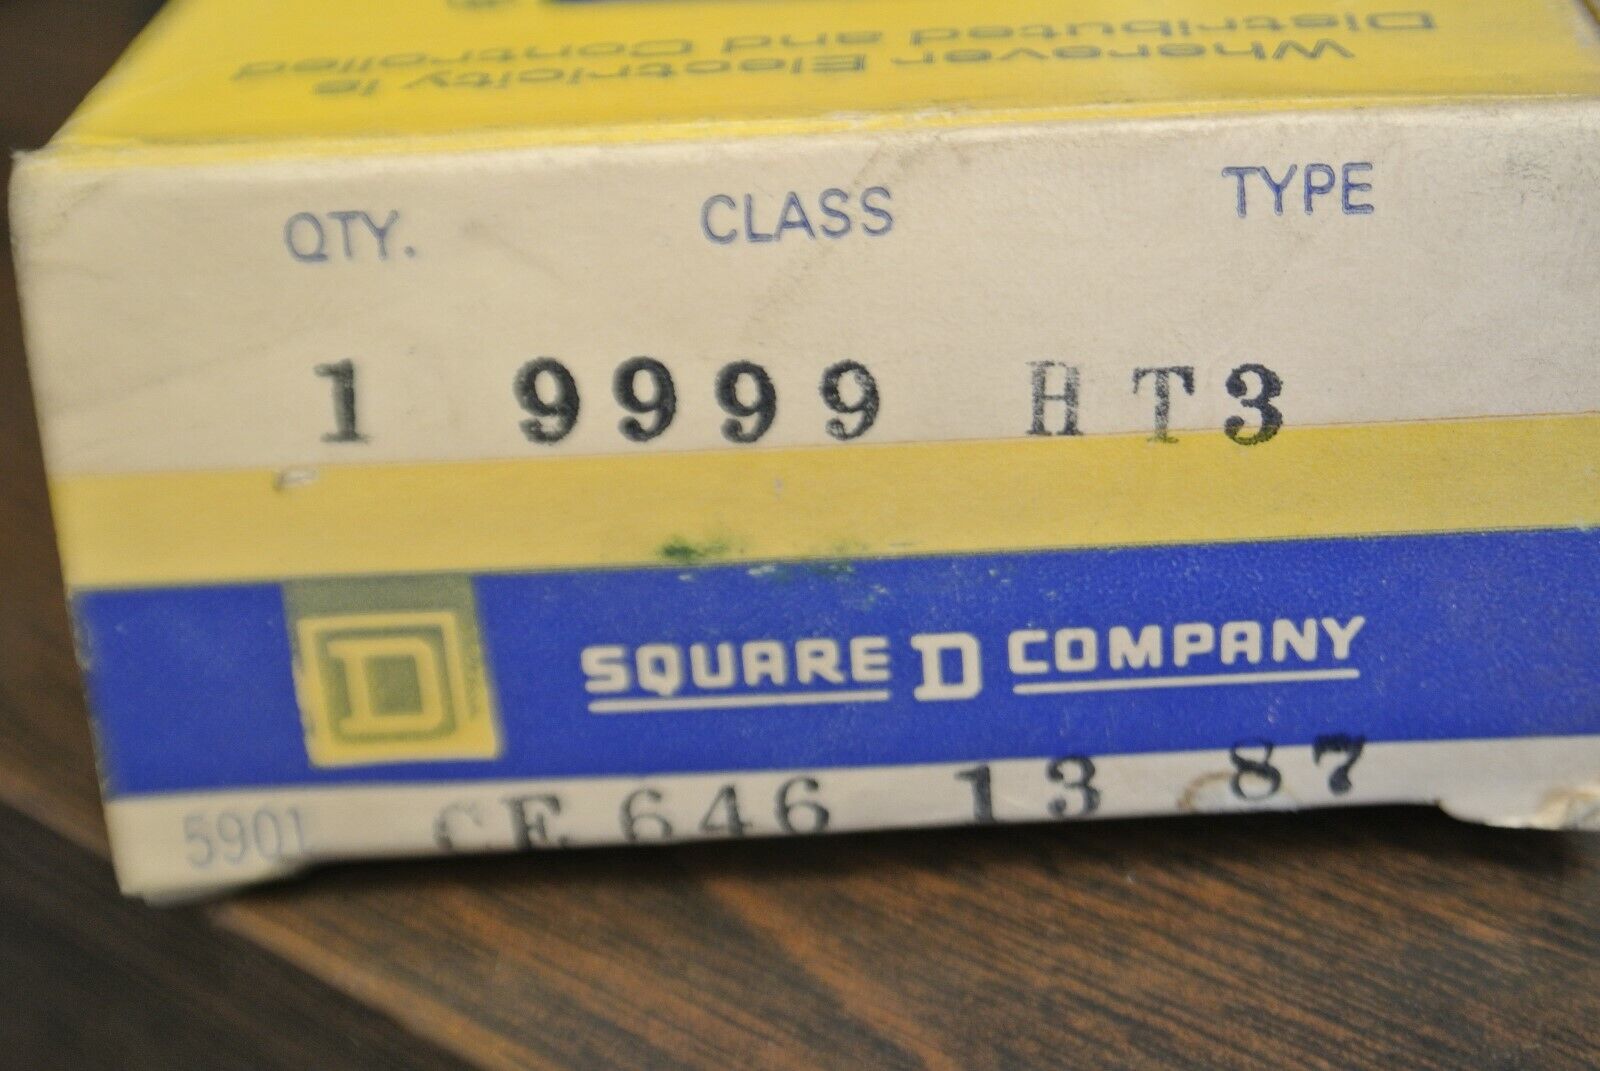 Wherever Electricity is
Distributed and Controlled
QTY. CLASS TYPE
1 9999 HT3
D SQUARE D COMPANY
5901 CE 646 13 87